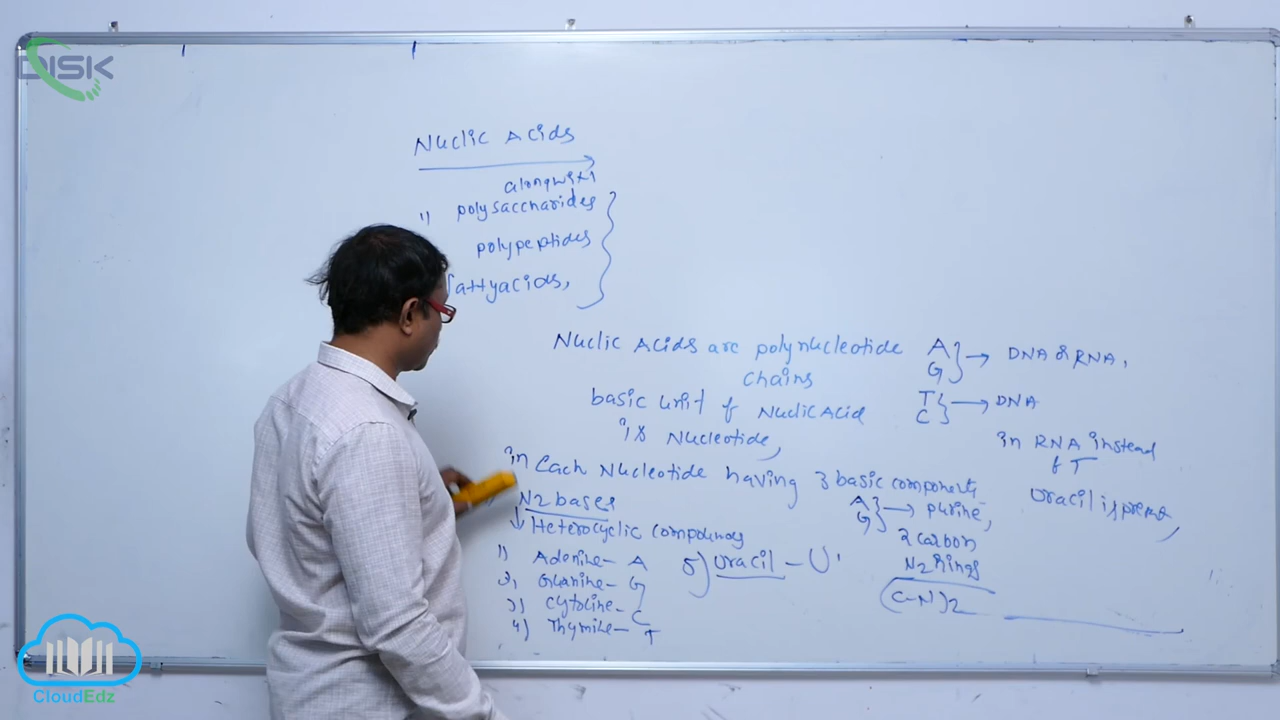 DISK
Nuclic Acids
alongwith
1) polysaccharides
polypeptides
fattyacids,
Nuclic Acids are polynucleotide
chains
basic unit of Nuclic Acid
is Nucleotide,
in Each Nucleotide having 3 basic components
N2 bases
Heterocyclic compounds
1) Adenine - A
2) Guanine - G
3) Cytocine - C
4) Thymine - T
5) Uracil - U
A
G } → DNA & RNA,
T
C } → DNA
in RNA instead
of T
Uracil is present,
A
G } → purine,
2 carbon
N2 Rings
(C-N)2
CloudEdz